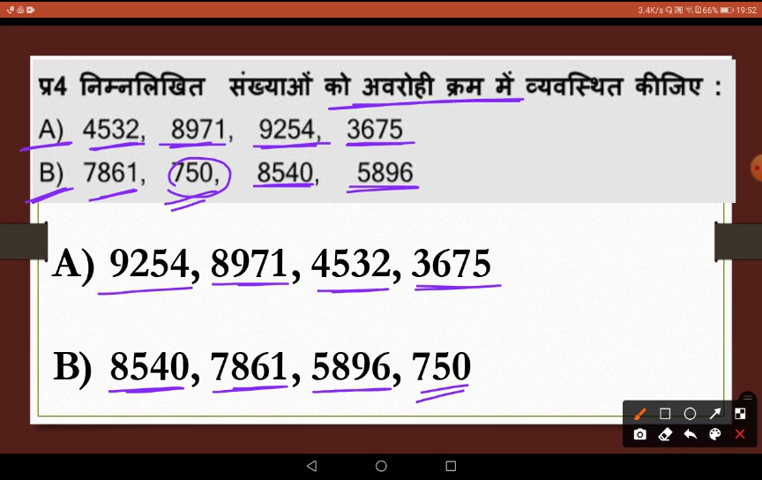 3.4K/s 66% 19:52
प्र4 निम्नलिखित संख्याओं को अवरोही क्रम में व्यवस्थित कीजिए :
A) 4532, 8971, 9254, 3675
B) 7861, 750, 8540, 5896
A) 9254, 8971, 4532, 3675
B) 8540, 7861, 5896, 750